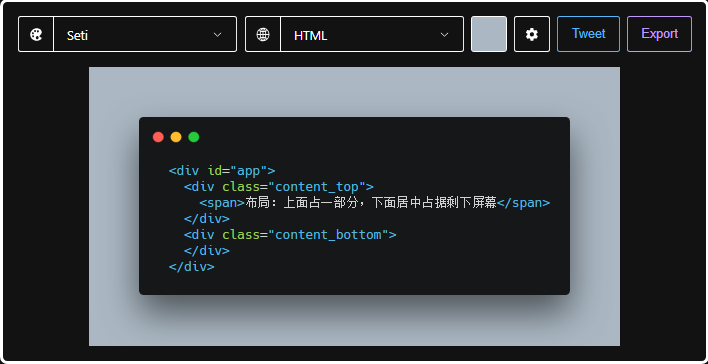 Seti
HTML
Tweet
Export
<div id="app">
<div class="content_top">
<span>布局：上面占一部分，下面居中占据剩下屏幕</span>
</div>
<div class="content_bottom">
</div>
</div>